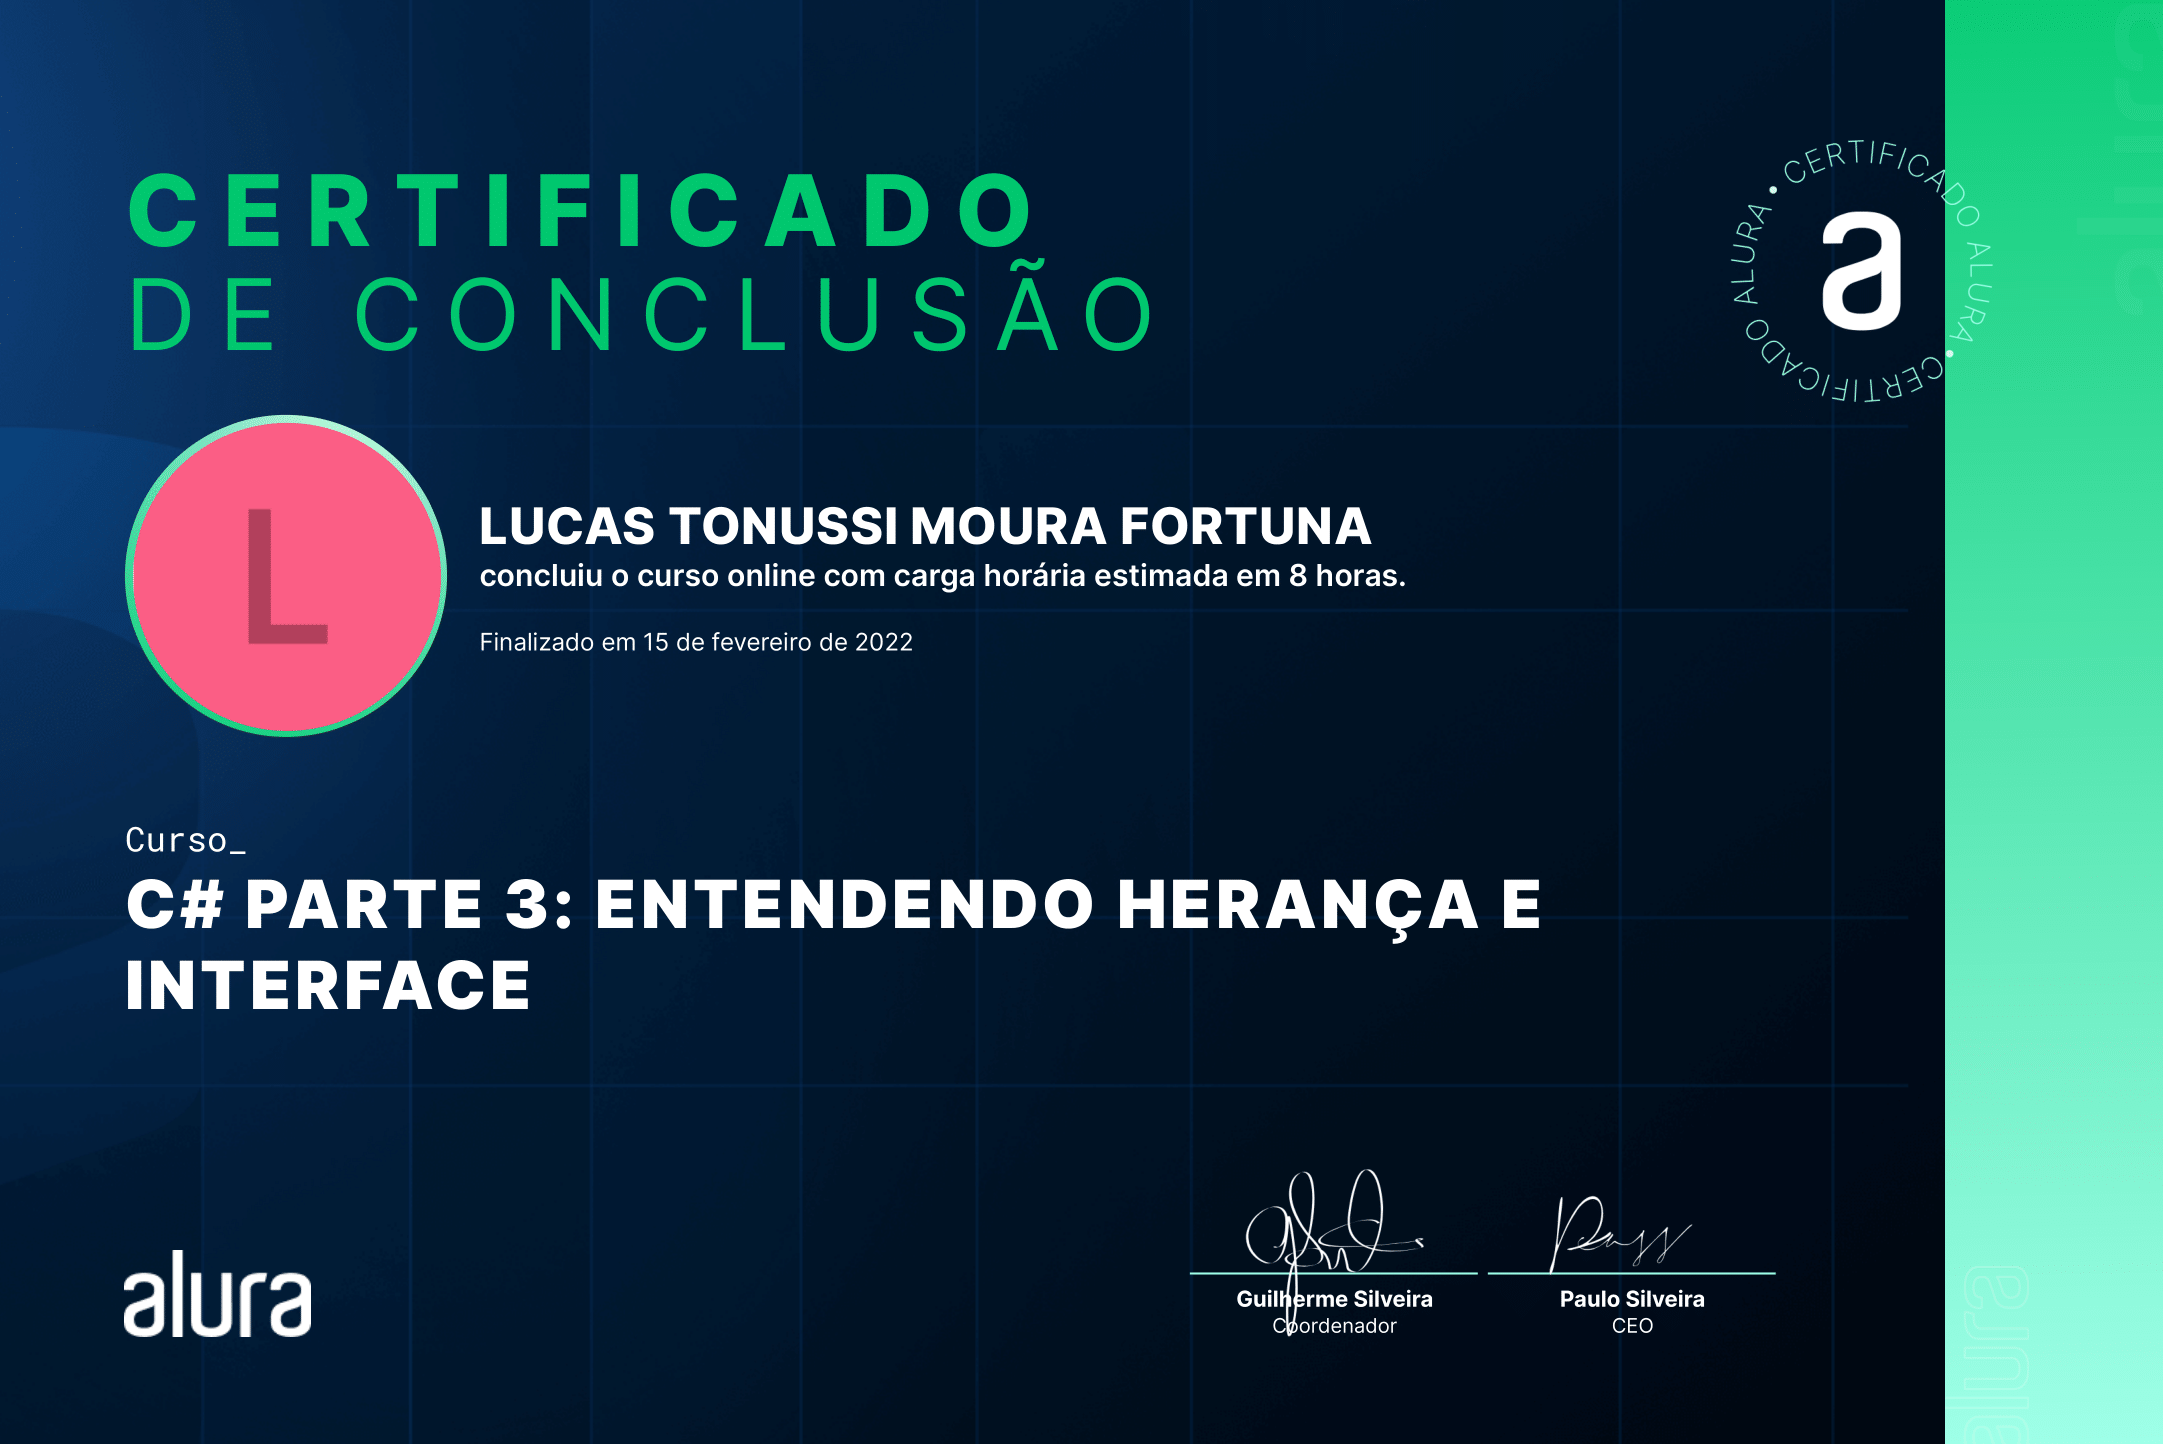 CERTIFICADO
DE CONCLUSÃO
CERTIFICADO ALURA • CERTIFICADO ALURA •
a
L
LUCAS TONUSSI MOURA FORTUNA
concluiu o curso online com carga horária estimada em 8 horas.
Finalizado em 15 de fevereiro de 2022
Curso_
C# PARTE 3: ENTENDENDO HERANÇA E
INTERFACE
alura
Guilherme Silveira
Coordenador
Paulo Silveira
CEO
alura
alura